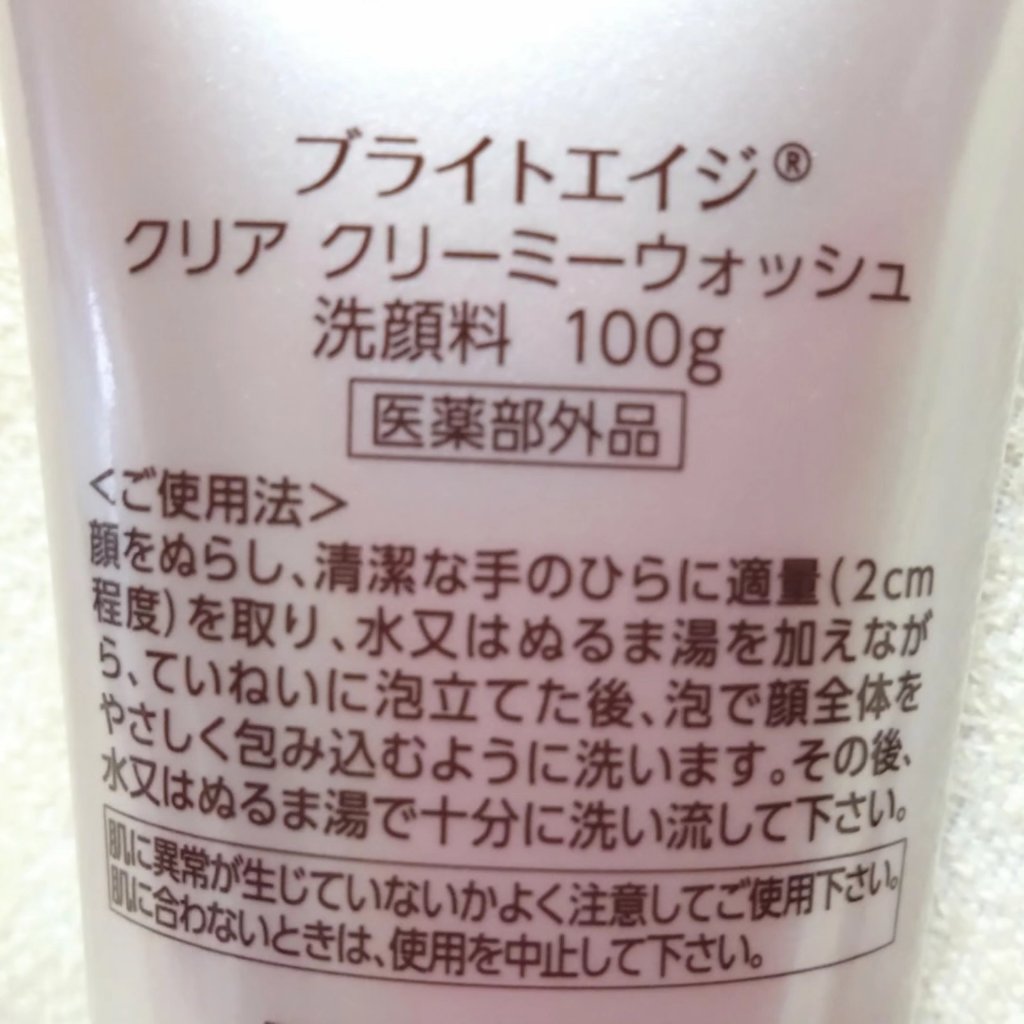 ブライトエイジ®
クリア クリーミーウォッシュ
洗顔料 100g
医薬部外品
<ご使用法>
顔をぬらし、清潔な手のひらに適量(2cm
程度)を取り、水又はぬるま湯を加えなが
ら、ていねいに泡立てた後、泡で顔全体を
やさしく包み込むように洗います。その後、
水又はぬるま湯で十分に洗い流して下さい。
肌に異常が生じていないかよく注意してご使用下さい。
肌に合わないときは、使用を中止して下さい。